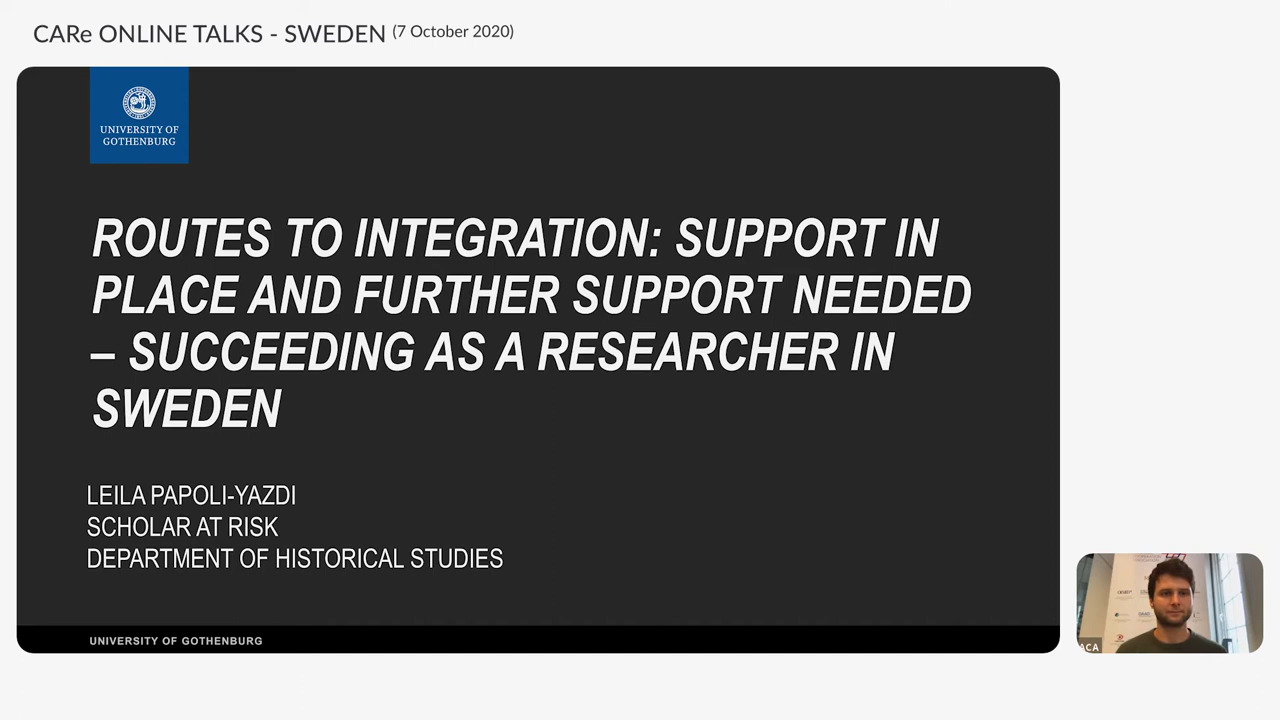 CARe ONLINE TALKS - SWEDEN (7 October 2020)
UNIVERSITY OF
GOTHENBURG
ROUTES TO INTEGRATION: SUPPORT IN
PLACE AND FURTHER SUPPORT NEEDED
– SUCCEEDING AS A RESEARCHER IN
SWEDEN
LEILA PAPOLI-YAZDI
SCHOLAR AT RISK
DEPARTMENT OF HISTORICAL STUDIES
UNIVERSITY OF GOTHENBURG
ACA